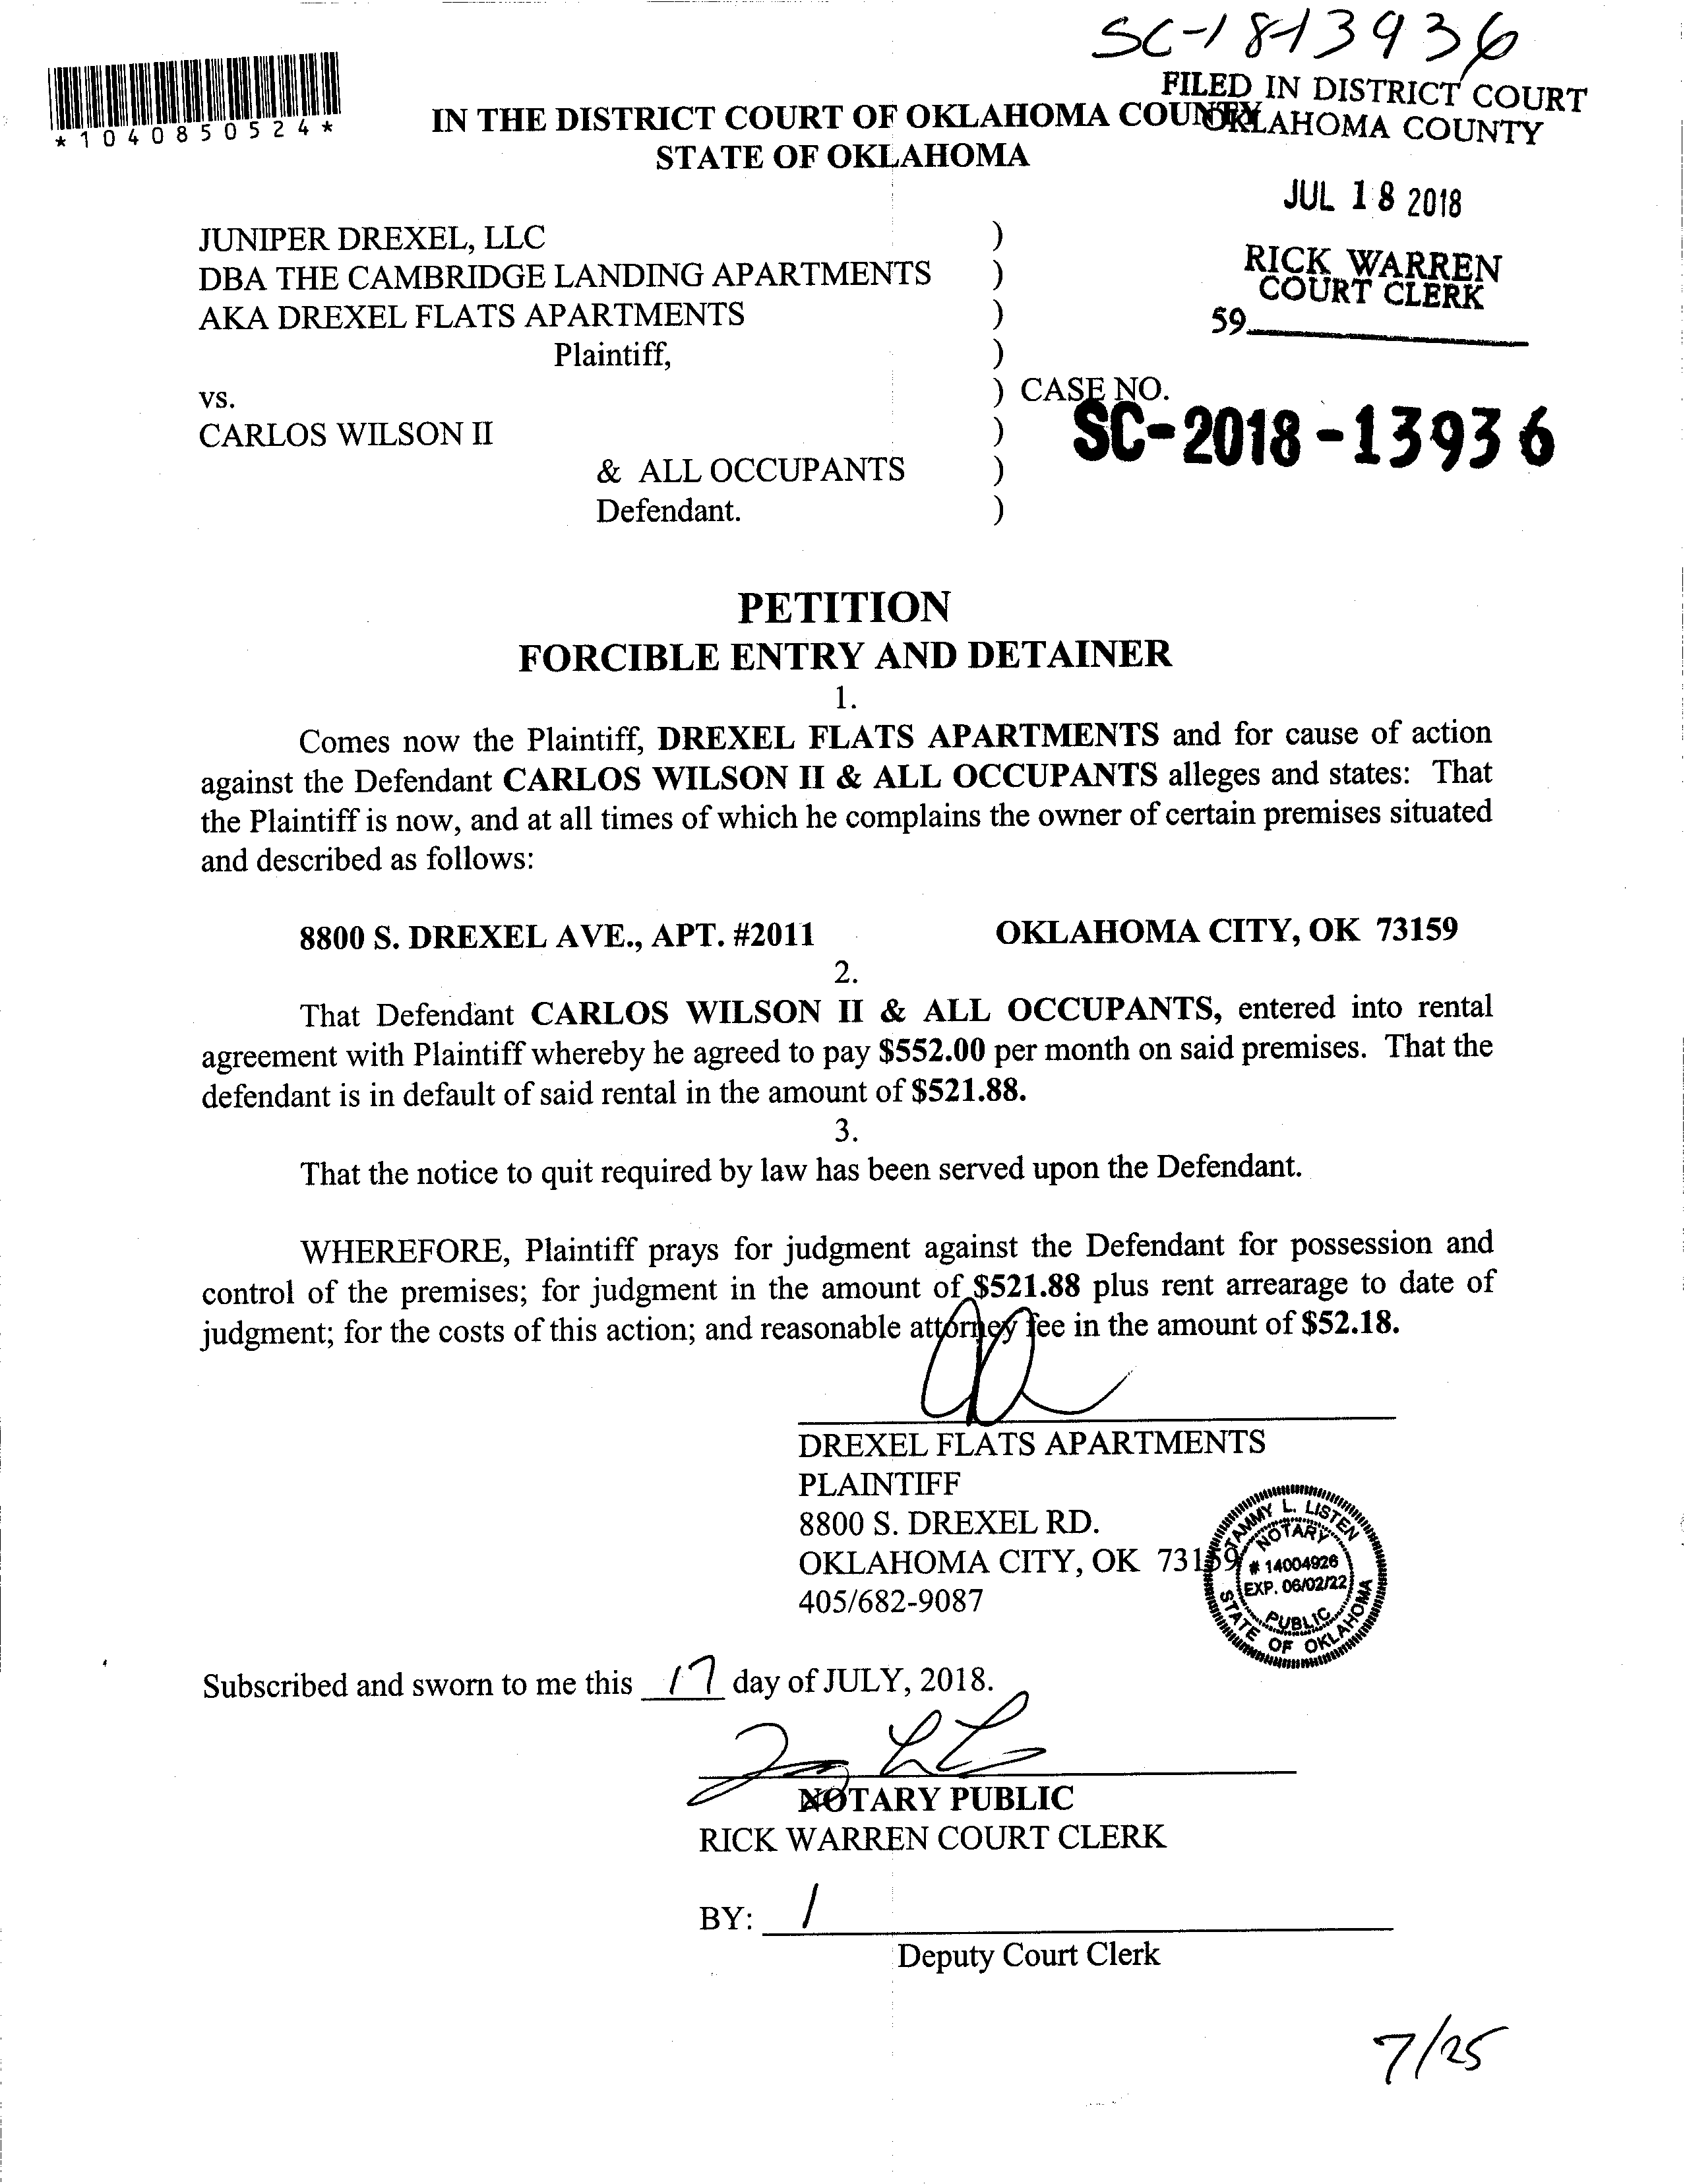 SC-18-13936
*1040850524*
FILED IN DISTRICT COURT
OKLAHOMA COUNTY
IN THE DISTRICT COURT OF OKLAHOMA COUNTY
STATE OF OKLAHOMA
JUL 18 2018
JUNIPER DREXEL, LLC )
DBA THE CAMBRIDGE LANDING APARTMENTS )
AKA DREXEL FLATS APARTMENTS )
Plaintiff, )
RICK WARREN
COURT CLERK
59
vs. ) CASE NO.
CARLOS WILSON II ) SC-2018-13936
& ALL OCCUPANTS )
Defendant. )
PETITION
FORCIBLE ENTRY AND DETAINER
1.
Comes now the Plaintiff, DREXEL FLATS APARTMENTS and for cause of action
against the Defendant CARLOS WILSON II & ALL OCCUPANTS alleges and states: That
the Plaintiff is now, and at all times of which he complains the owner of certain premises situated
and described as follows:
8800 S. DREXEL AVE., APT. #2011 OKLAHOMA CITY, OK 73159
2.
That Defendant CARLOS WILSON II & ALL OCCUPANTS, entered into rental
agreement with Plaintiff whereby he agreed to pay $552.00 per month on said premises. That the
defendant is in default of said rental in the amount of $521.88.
3.
That the notice to quit required by law has been served upon the Defendant.
WHEREFORE, Plaintiff prays for judgment against the Defendant for possession and
control of the premises; for judgment in the amount of $521.88 plus rent arrearage to date of
judgment; for the costs of this action; and reasonable attorney fee in the amount of $52.18.
DREXEL FLATS APARTMENTS
PLAINTIFF
8800 S. DREXEL RD.
OKLAHOMA CITY, OK 73159
405/682-9087
TAMMY L. LISTEN
NOTARY
# 14004926
EXP. 06/02/22
PUBLIC
STATE OF OKLAHOMA
Subscribed and sworn to me this 17 day of JULY, 2018.
NOTARY PUBLIC
RICK WARREN COURT CLERK
BY: /
Deputy Court Clerk
7/25